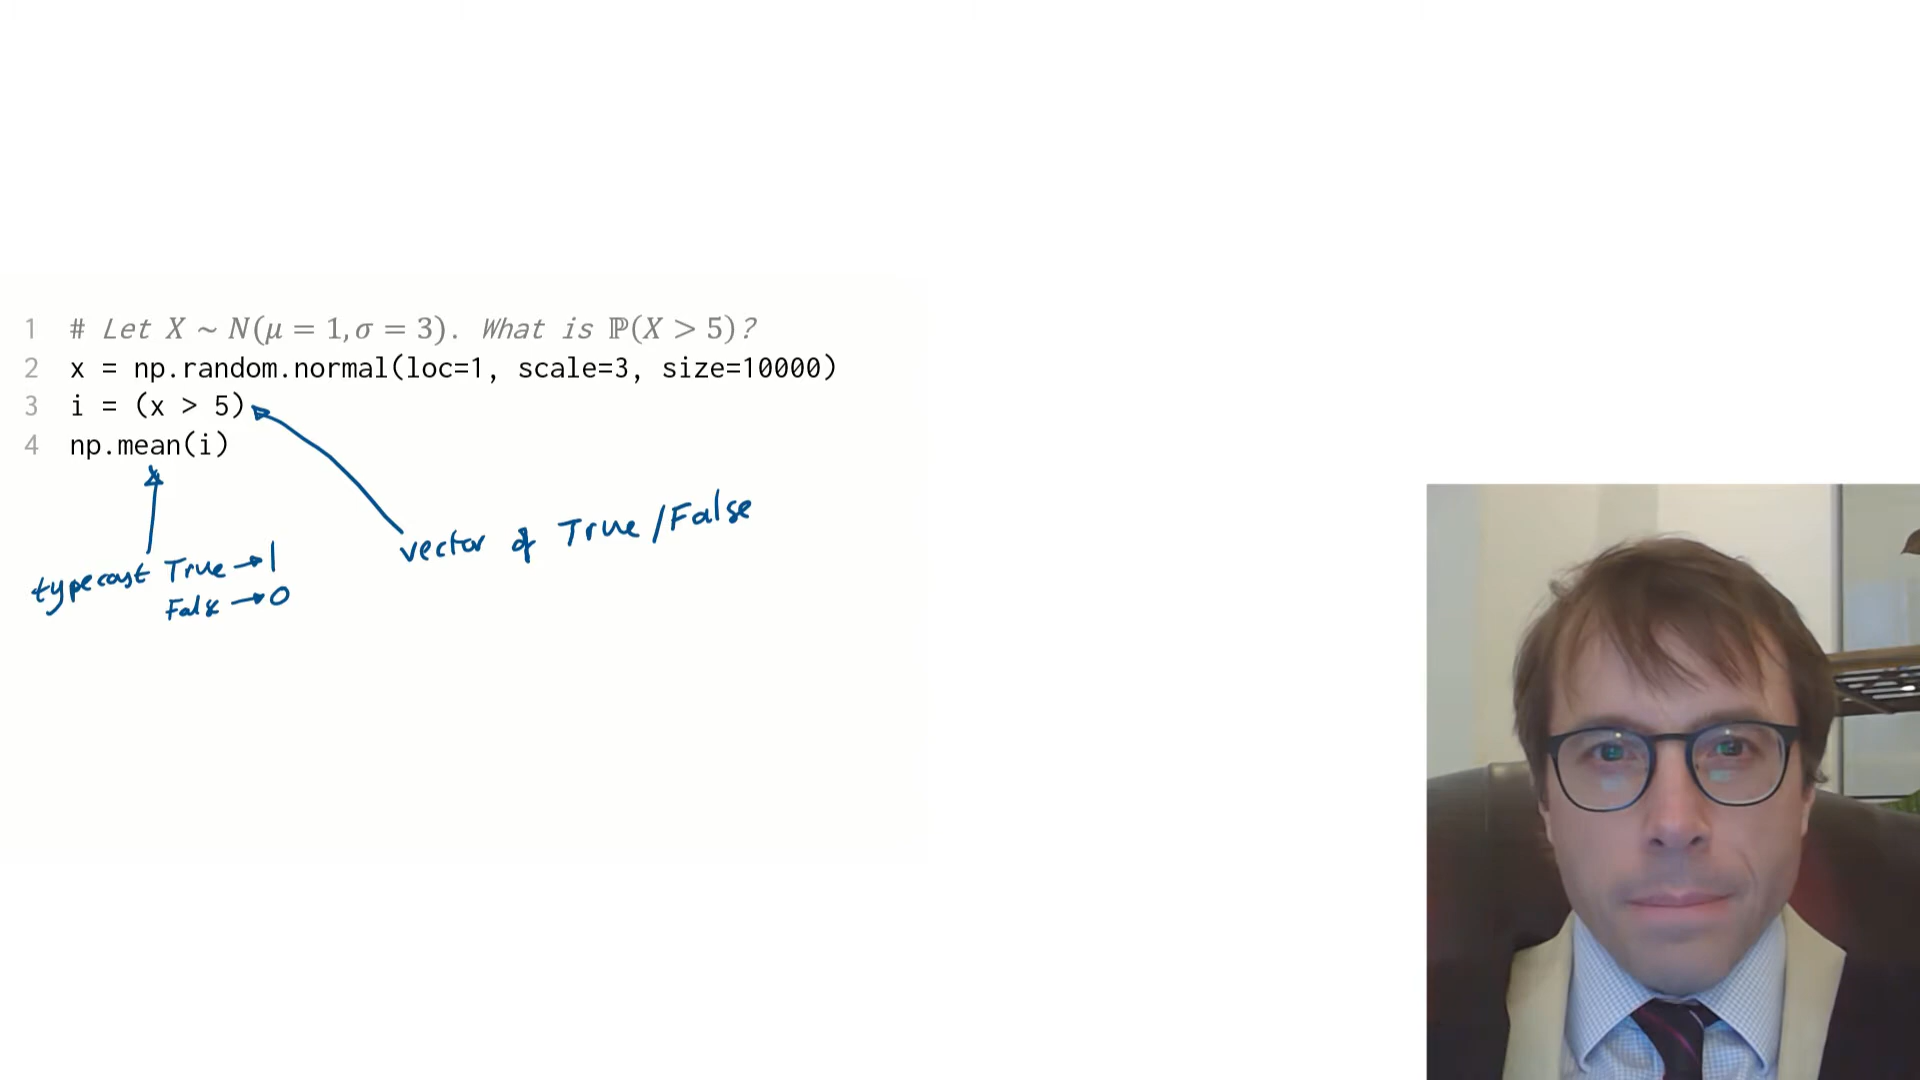 1 # Let X ~ N(μ = 1, σ = 3). What is ℙ(X > 5)?
2 x = np.random.normal(loc=1, scale=3, size=10000)
3 i = (x > 5)
4 np.mean(i)
vector of True/False
typecast True → 1
False → 0